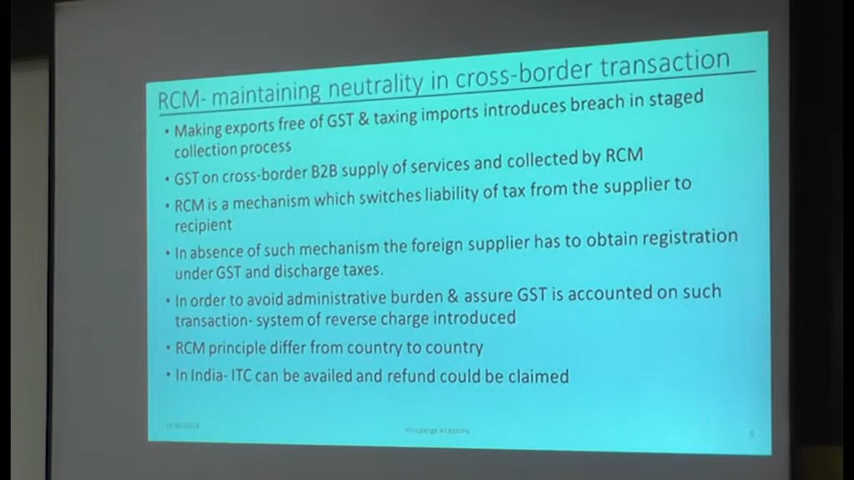 RCM- maintaining neutrality in cross-border transaction
• Making exports free of GST & taxing imports introduces breach in staged
collection process
• GST on cross-border B2B supply of services and collected by RCM
• RCM is a mechanism which switches liability of tax from the supplier to
recipient
• In absence of such mechanism the foreign supplier has to obtain registration
under GST and discharge taxes.
• In order to avoid administrative burden & assure GST is accounted on such
transaction- system of reverse charge introduced
• RCM principle differ from country to country
• In India- ITC can be availed and refund could be claimed
Academy